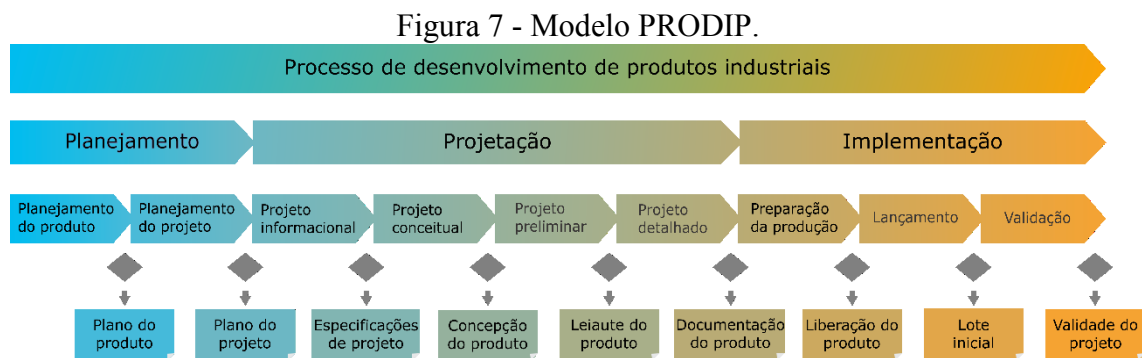 Figura 7 - Modelo PRODIP.
Processo de desenvolvimento de produtos industriais
Planejamento
Projetação
Implementação
Planejamento
do produto
Planejamento
do projeto
Projeto
informacional
Projeto
conceitual
Projeto
preliminar
Projeto
detalhado
Preparação
da produção
Lançamento
Validação
Plano do
produto
Plano do
projeto
Especificações
de projeto
Concepção
do produto
Leiaute do
produto
Documentação
do produto
Liberação do
produto
Lote
inicial
Validade do
projeto